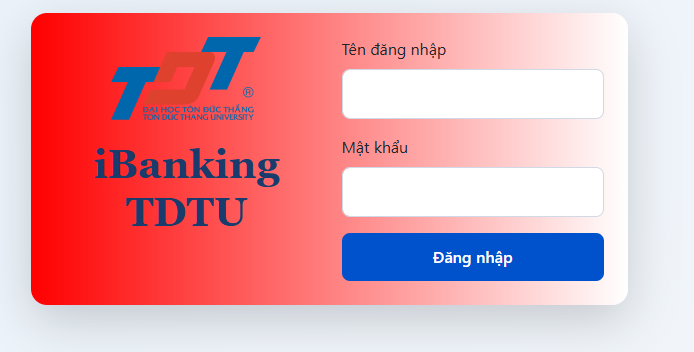 TDT
®
ĐẠI HỌC TÔN ĐỨC THẮNG
TON DUC THANG UNIVERSITY
iBanking
TDTU
Tên đăng nhập
Mật khẩu
Đăng nhập